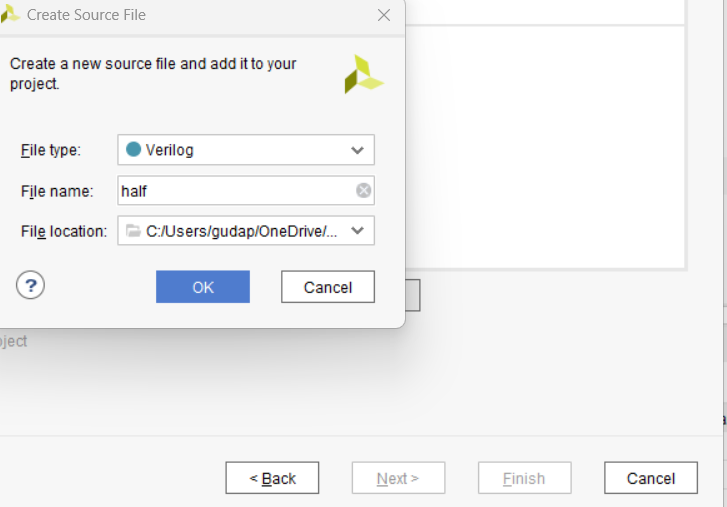 Create Source File
Create a new source file and add it to your
project.
File type: Verilog
File name: half
File location: C:/Users/gudap/OneDrive/...
? OK Cancel
oject
< Back Next > Finish Cancel